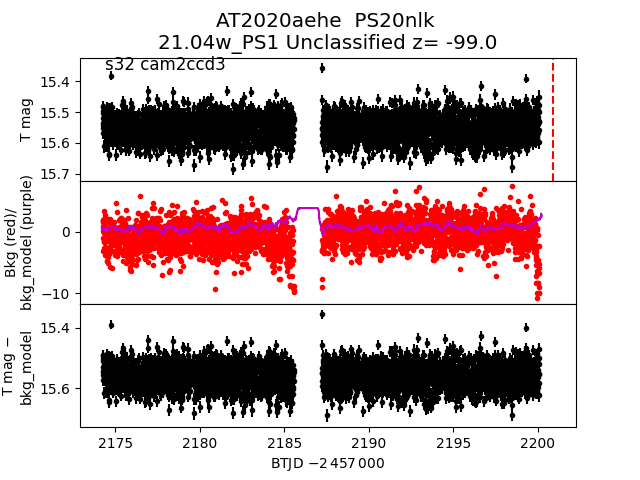 AT2020aehe  PS20nlk
21.04w_PS1 Unclassified z= -99.0
s32 cam2ccd3
15.4
15.5
15.6
15.7
T mag
0
−10
Bkg (red)/
bkg_model (purple)
15.4
15.6
T mag −
bkg_model
2175
2180
2185
2190
2195
2200
BTJD −2 457 000